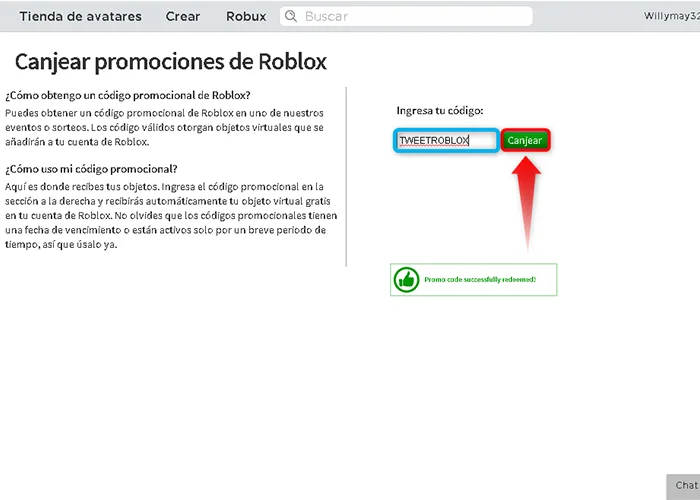 Tienda de avatares Crear Robux Buscar Willymay32
Canjear promociones de Roblox
¿Cómo obtengo un código promocional de Roblox?
Puedes obtener un código promocional de Roblox en uno de nuestros
eventos o sorteos. Los código válidos otorgan objetos virtuales que se
añadirán a tu cuenta de Roblox.
¿Cómo uso mi código promocional?
Aquí es donde recibes tus objetos. Ingresa el código promocional en la
sección a la derecha y recibirás automáticamente tu objeto virtual gratis
en tu cuenta de Roblox. No olvides que los códigos promocionales tienen
una fecha de vencimiento o están activos solo por un breve periodo de
tiempo, así que úsalo ya.
Ingresa tu código:
TWEETROBLOX Canjear
Promo code successfully redeemed!
Chat